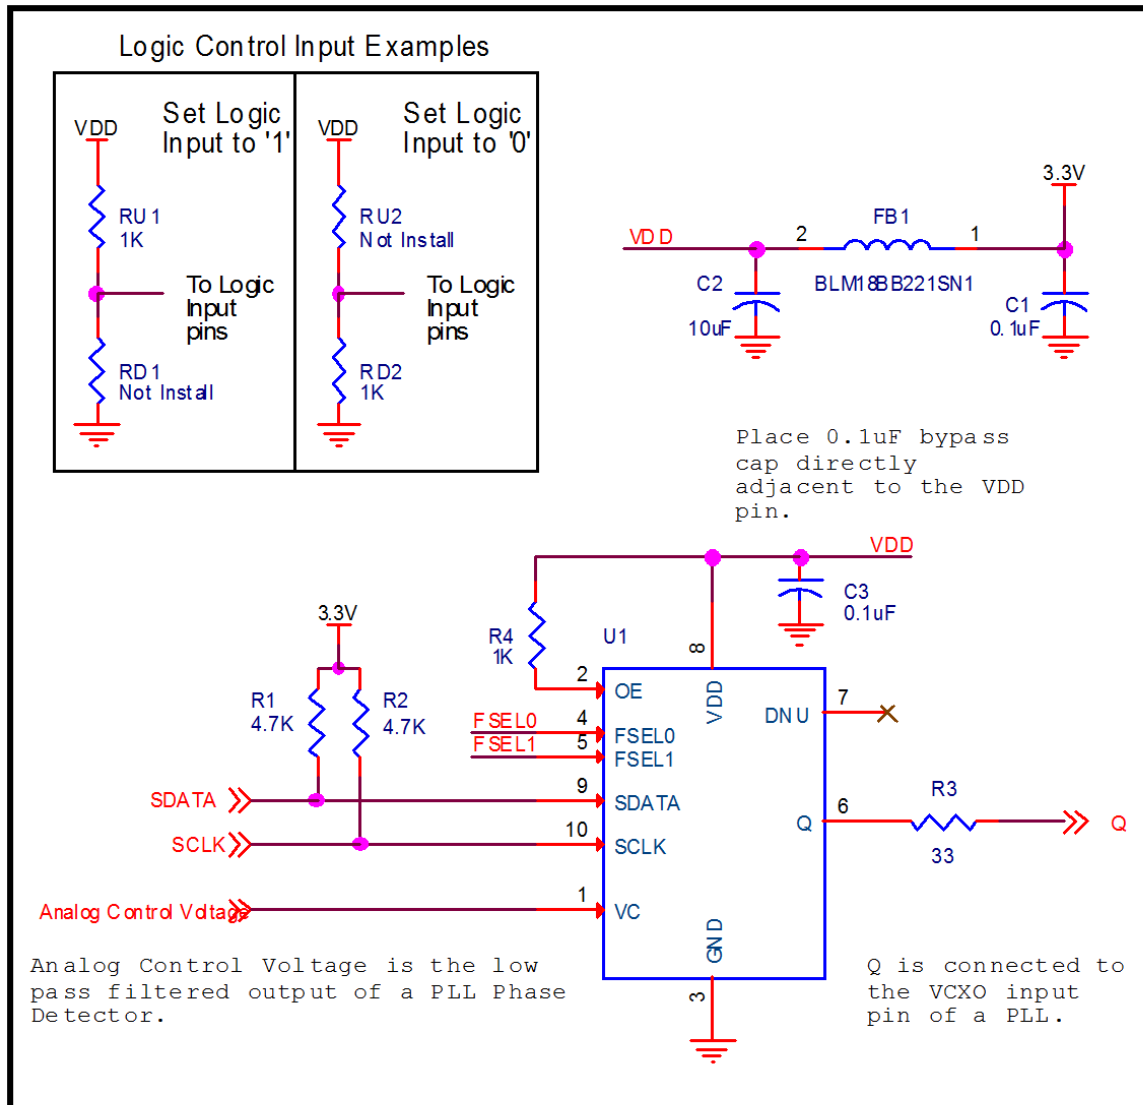 Logic Control Input Examples
Set Logic
Input to '1'
VDD
RU1
1K
To Logic
Input
pins
RD1
Not Install
Set Logic
Input to '0'
VDD
RU2
Not Install
To Logic
Input
pins
RD2
1K
3.3V
VDD
2
FB1
1
BLM18BB221SN1
C2
10uF
C1
0.1uF
Place 0.1uF bypass
cap directly
adjacent to the VDD
pin.
VDD
C3
0.1uF
R4
1K
U1
8
3.3V
R1
4.7K
R2
4.7K
2
OE
VDD
DNU
7
FSEL0
4
FSEL0
FSEL1
5
FSEL1
SDATA
9
SDATA
SCLK
10
SCLK
Q
6
R3
33
Q
Analog Control Voltage
1
VC
GND
3
Analog Control Voltage is the low
pass filtered output of a PLL Phase
Detector.
Q is connected to
the VCXO input
pin of a PLL.